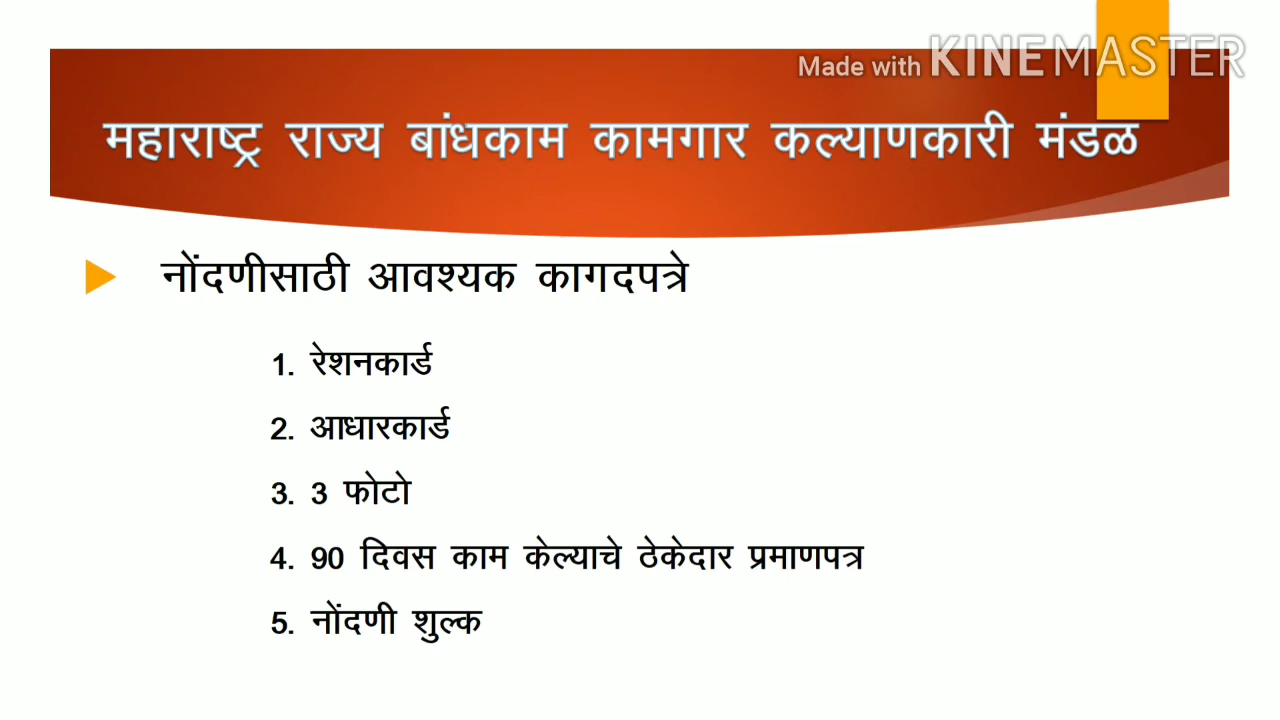 Made with KINEMASTER
महाराष्ट्र राज्य बांधकाम कामगार कल्याणकारी मंडळ
नोंदणीसाठी आवश्यक कागदपत्रे
1. रेशनकार्ड
2. आधारकार्ड
3. 3 फोटो
4. 90 दिवस काम केल्याचे ठेकेदार प्रमाणपत्र
5. नोंदणी शुल्क